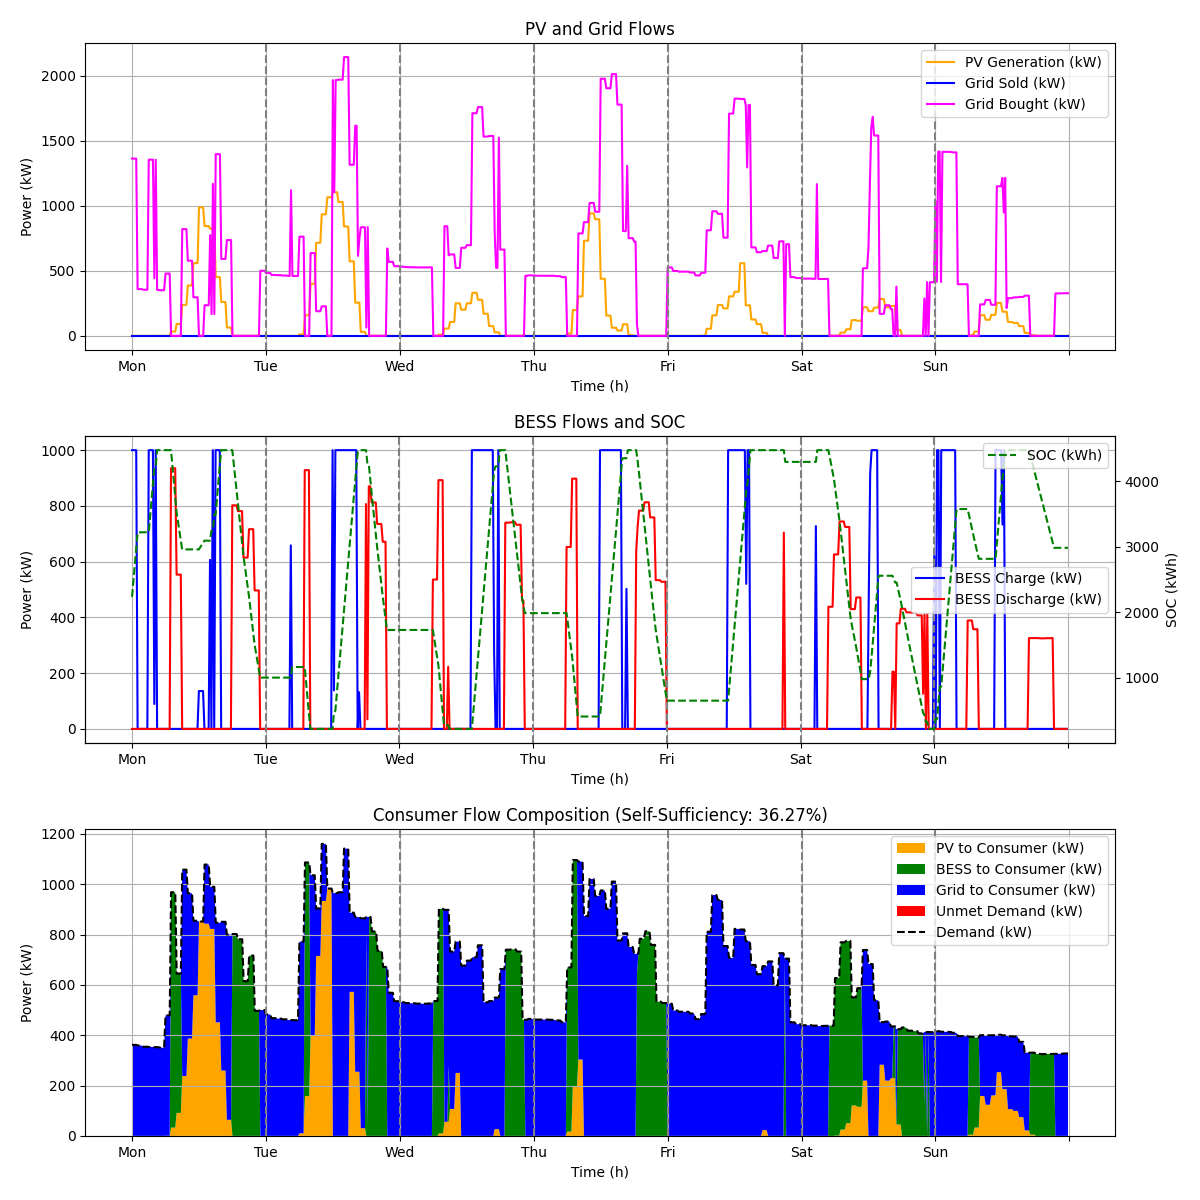 PV and Grid Flows
PV Generation (kW)
Grid Sold (kW)
Grid Bought (kW)
Power (kW)
2000
1500
1000
500
0
Mon Tue Wed Thu Fri Sat Sun
Time (h)
BESS Flows and SOC
SOC (kWh)
BESS Charge (kW)
BESS Discharge (kW)
Power (kW)
1000
800
600
400
200
0
4000
3000
2000
1000
SOC (kWh)
Mon Tue Wed Thu Fri Sat Sun
Time (h)
Consumer Flow Composition (Self-Sufficiency: 36.27%)
PV to Consumer (kW)
BESS to Consumer (kW)
Grid to Consumer (kW)
Unmet Demand (kW)
Demand (kW)
Power (kW)
1200
1000
800
600
400
200
0
Mon Tue Wed Thu Fri Sat Sun
Time (h)